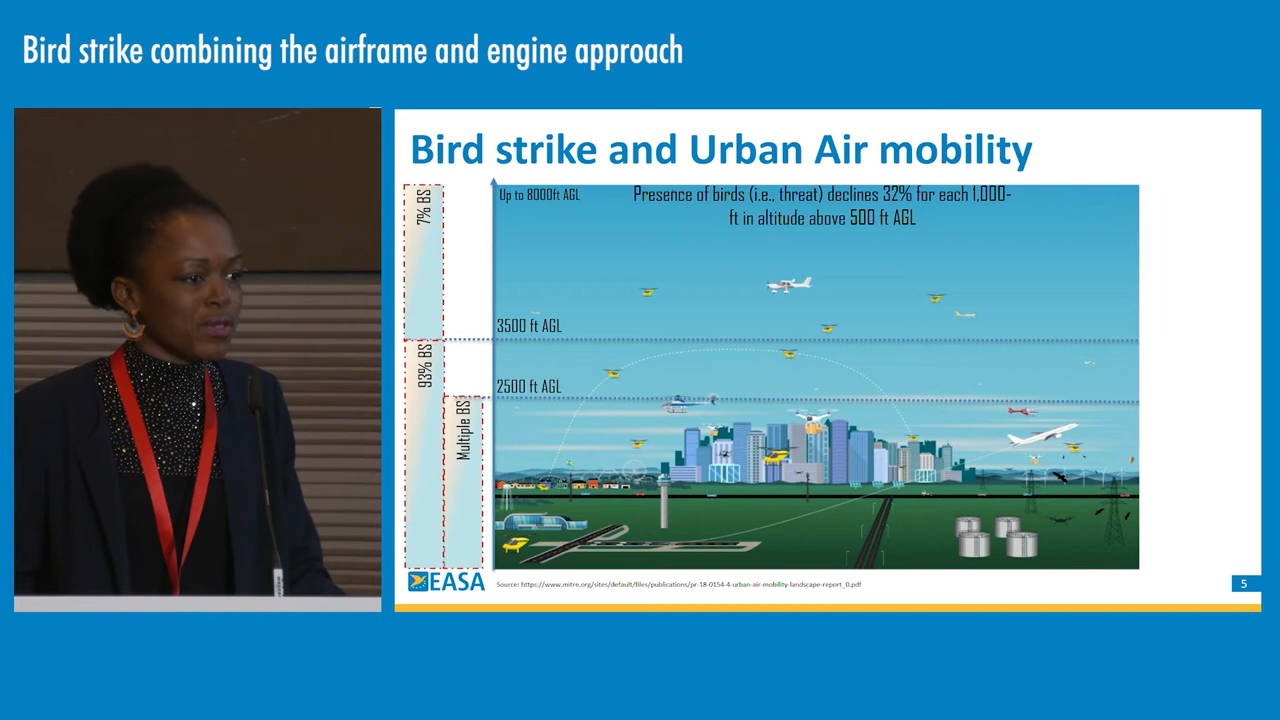 Bird strike combining the airframe and engine approach
Bird strike and Urban Air mobility
7% BS
Up to 8000ft AGL
Presence of birds (i.e., threat) declines 32% for each 1,000-
ft in altitude above 500 ft AGL
3500 ft AGL
93% BS
2500 ft AGL
Multiple BS
EASA
Source: https://www.mitre.org/sites/default/files/publications/pr-18-0154-4-urban-air-mobility-landscape-report_0.pdf
5